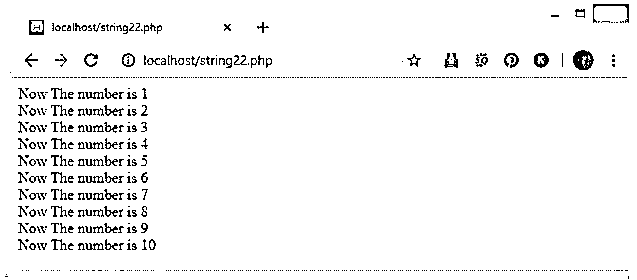 localhost/string22.php
localhost/string22.php
Now The number is 1
Now The number is 2
Now The number is 3
Now The number is 4
Now The number is 5
Now The number is 6
Now The number is 7
Now The number is 8
Now The number is 9
Now The number is 10